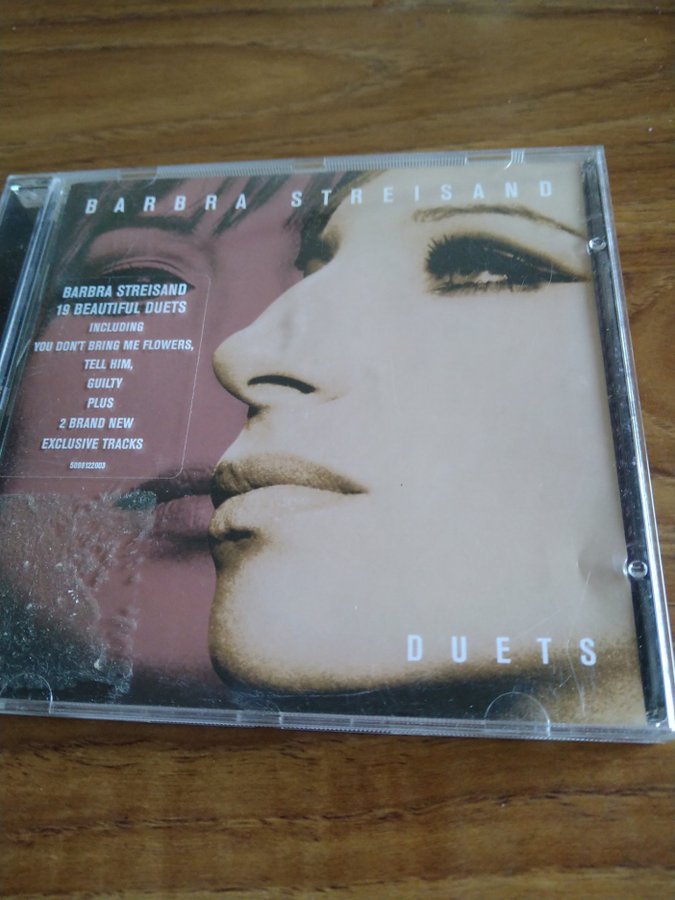 BARBRA STREISAND
BARBRA STREISAND
19 BEAUTIFUL DUETS
INCLUDING
YOU DON'T BRING ME FLOWERS,
TELL HIM,
GUILTY
PLUS
2 BRAND NEW
EXCLUSIVE TRACKS
5098122003
DUETS